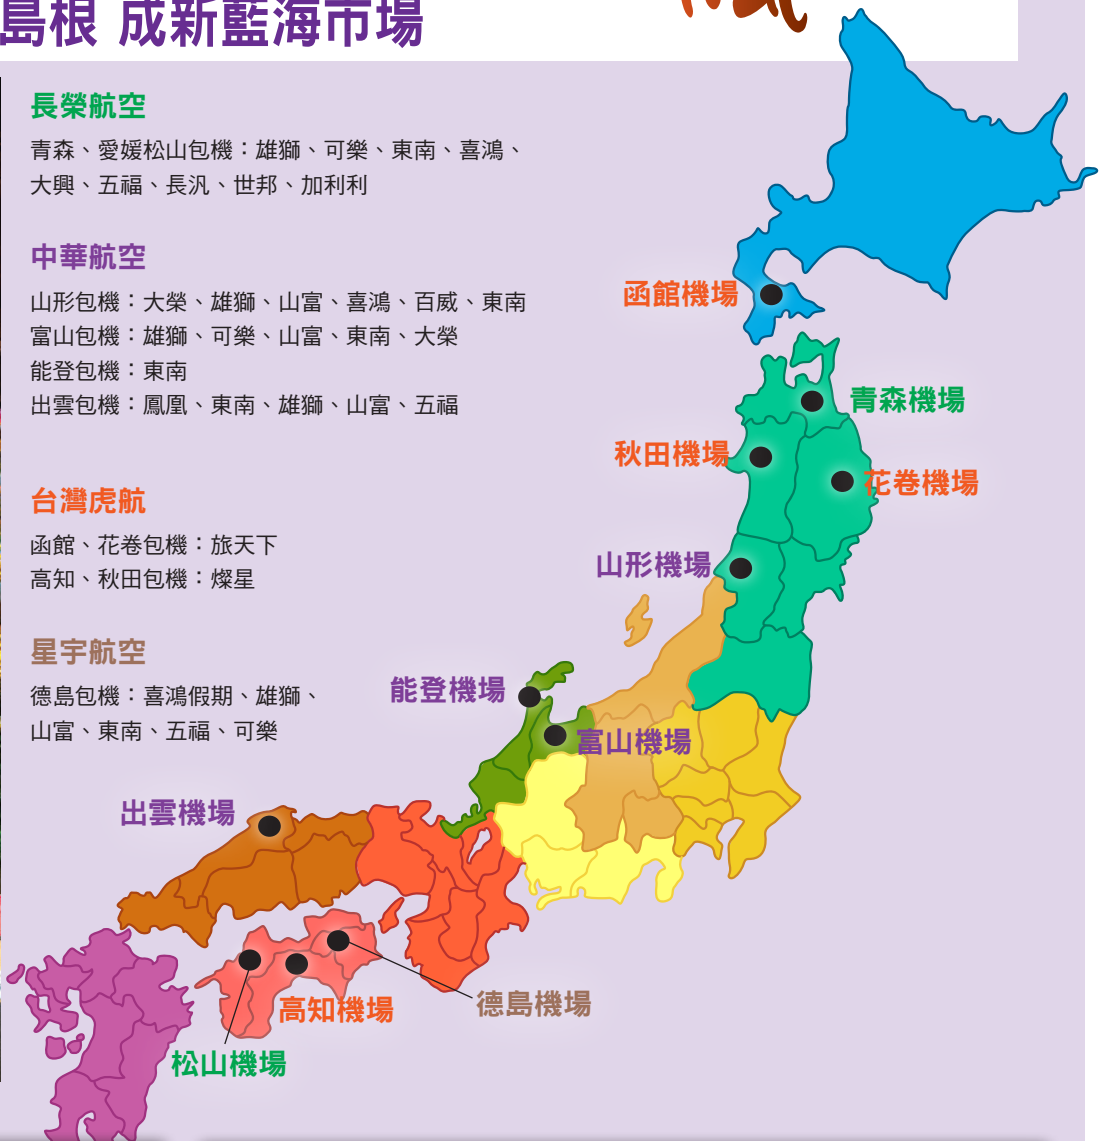 島根 成新藍海市場
長榮航空
青森、愛媛松山包機：雄獅、可樂、東南、喜鴻、
大興、五福、長汎、世邦、加利利
中華航空
山形包機：大榮、雄獅、山富、喜鴻、百威、東南
富山包機：雄獅、可樂、山富、東南、大榮
能登包機：東南
出雲包機：鳳凰、東南、雄獅、山富、五福
台灣虎航
函館、花卷包機：旅天下
高知、秋田包機：燦星
星宇航空
德島包機：喜鴻假期、雄獅、
山富、東南、五福、可樂
函館機場
青森機場
秋田機場
花卷機場
山形機場
能登機場
富山機場
出雲機場
德島機場
高知機場
松山機場